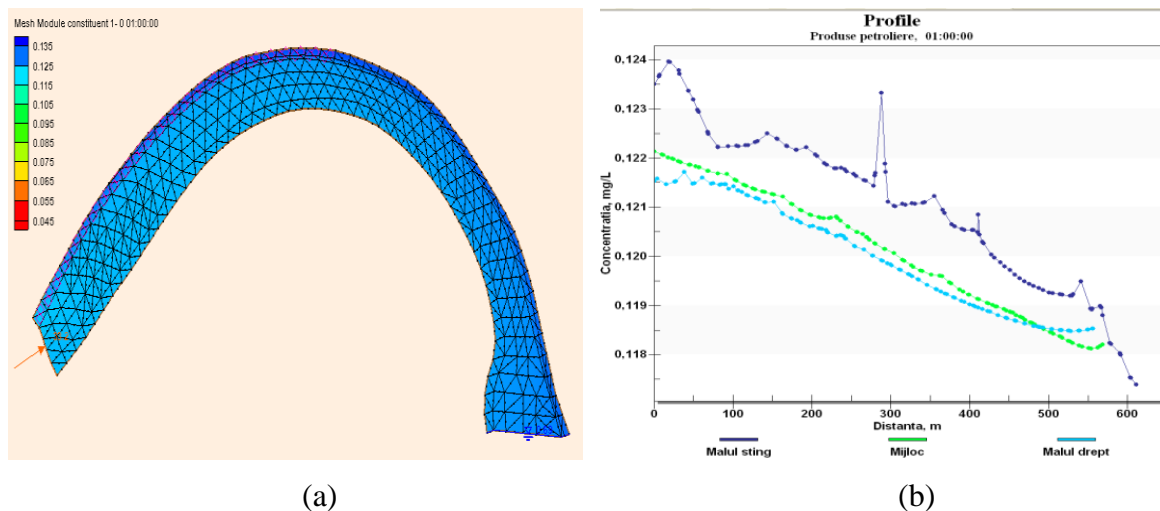 Mesh Module constituent 1- 0 01:00:00
0.135
0.125
0.115
0.105
0.095
0.085
0.075
0.065
0.055
0.045
(a)
Profile
Produse petroliere, 01:00:00
Concentratia, mg/L
0,124
0,123
0,122
0,121
0,120
0,119
0,118
0 100 200 300 400 500 600
Distanta, m
Malul sting Mijloc Malul drept
(b)